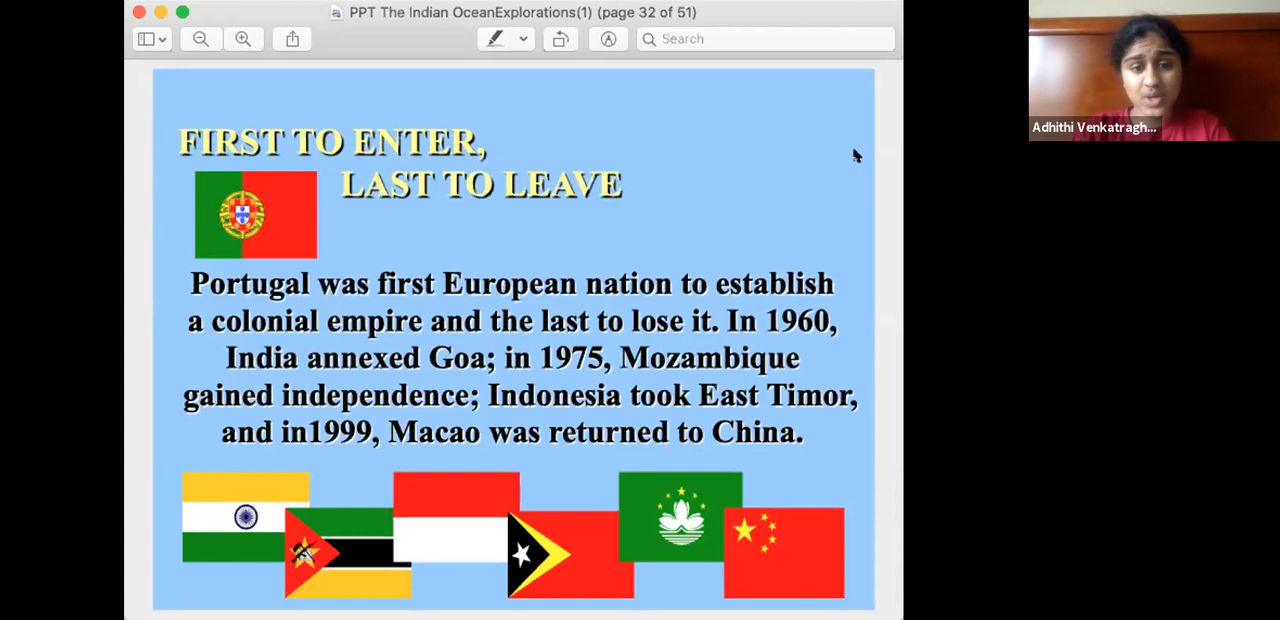 PPT The Indian OceanExplorations(1) (page 32 of 51)
Search
FIRST TO ENTER,
LAST TO LEAVE
Portugal was first European nation to establish
a colonial empire and the last to lose it. In 1960,
India annexed Goa; in 1975, Mozambique
gained independence; Indonesia took East Timor,
and in1999, Macao was returned to China.
Adhithi Venkatragh...